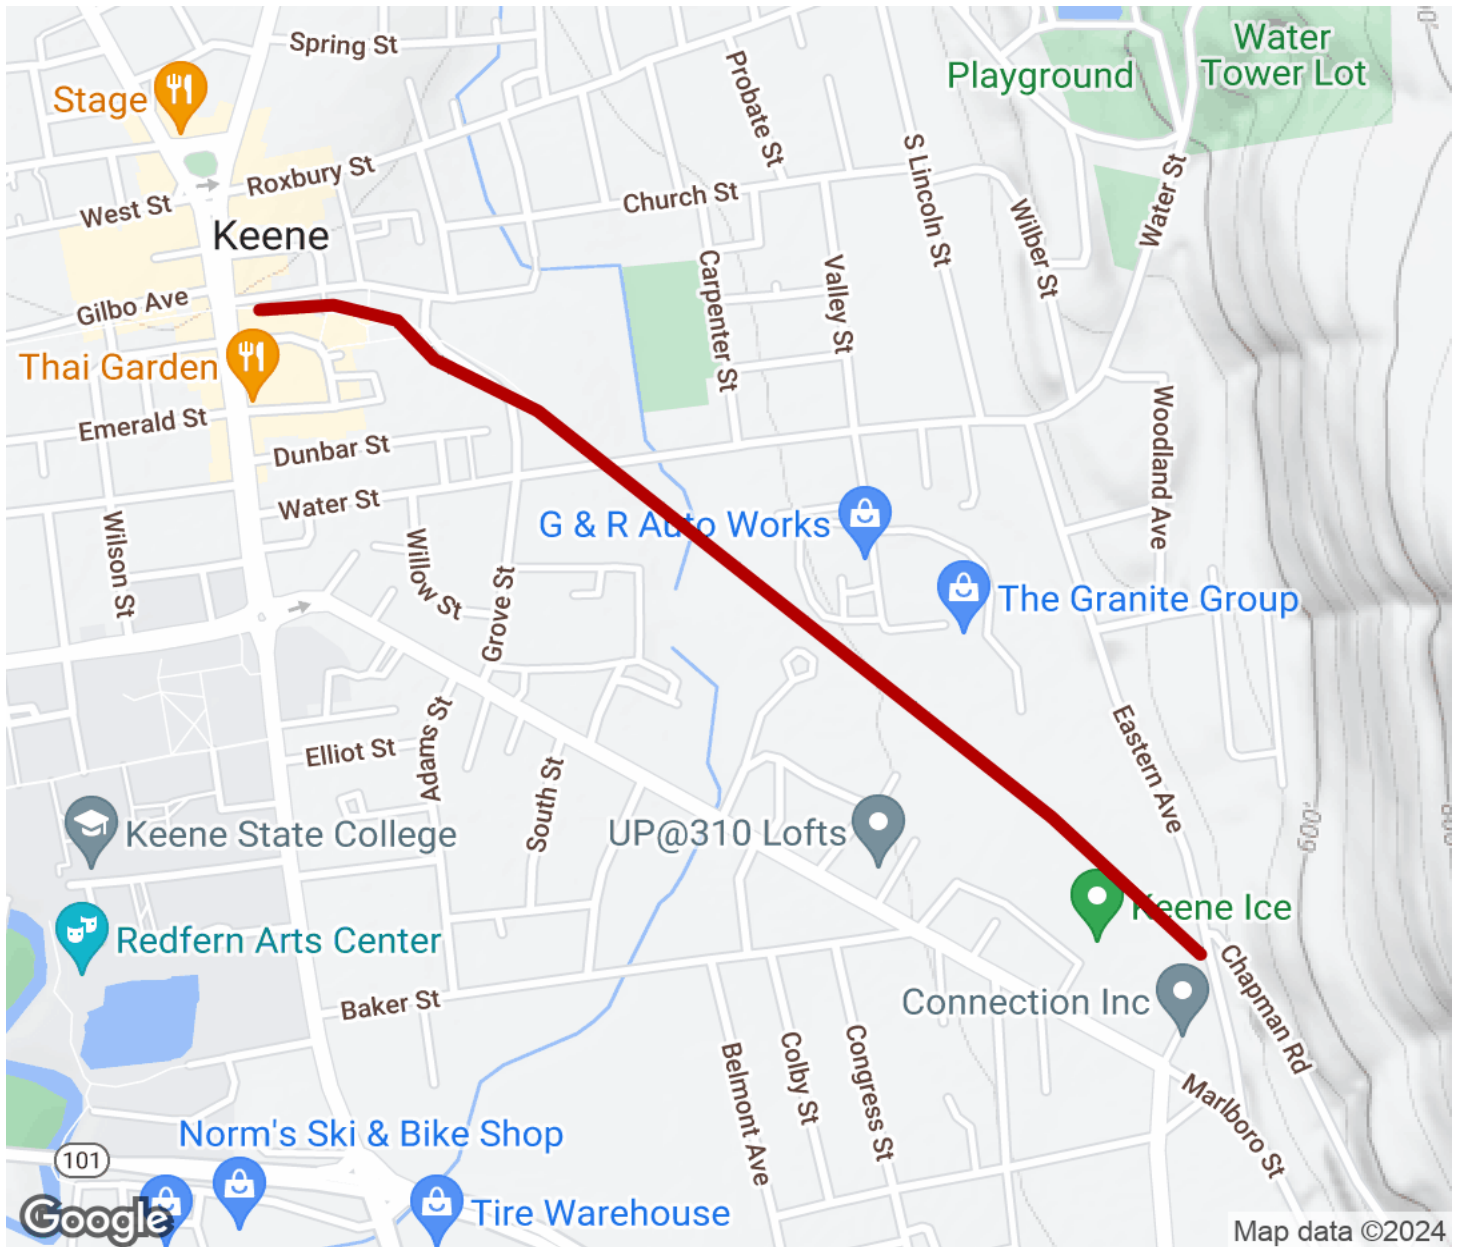 Spring St
Water
Tower Lot
Playground
Stage
Probate St
Roxbury St
S Lincoln St
Church St
West St
Water St
Wilber St
Keene
Carpenter St
Valley St
Gilbo Ave
Thai Garden
Emerald St
Woodland Ave
Dunbar St
Water St
G & R Auto Works
Wilson St
Willow St
Grove St
The Granite Group
Elliot St
Adams St
South St
Eastern Ave
Keene State College
UP@310 Lofts
600
Keene Ice
Redfern Arts Center
Baker St
Connection Inc
Chapman Rd
Belmont Ave
Colby St
Congress St
Marlboro St
Norm's Ski & Bike Shop
101
Tire Warehouse
Google
Map data ©2024